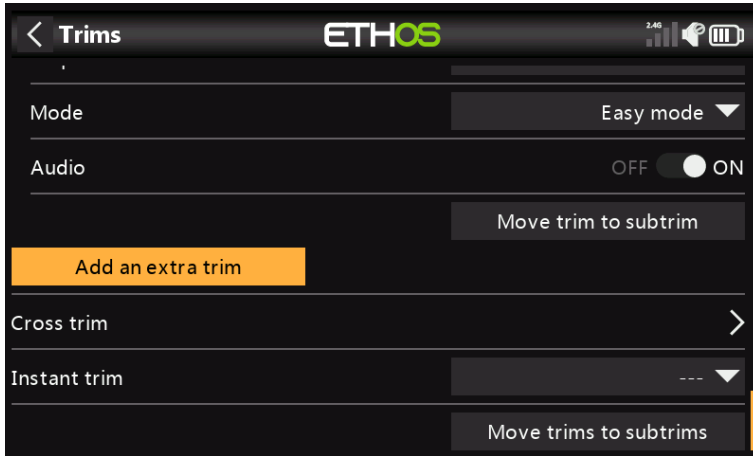 Trims
ETHOS
2.4G
Mode
Easy mode
Audio
OFF ON
Move trim to subtrim
Add an extra trim
Cross trim
Instant trim
---
Move trims to subtrims